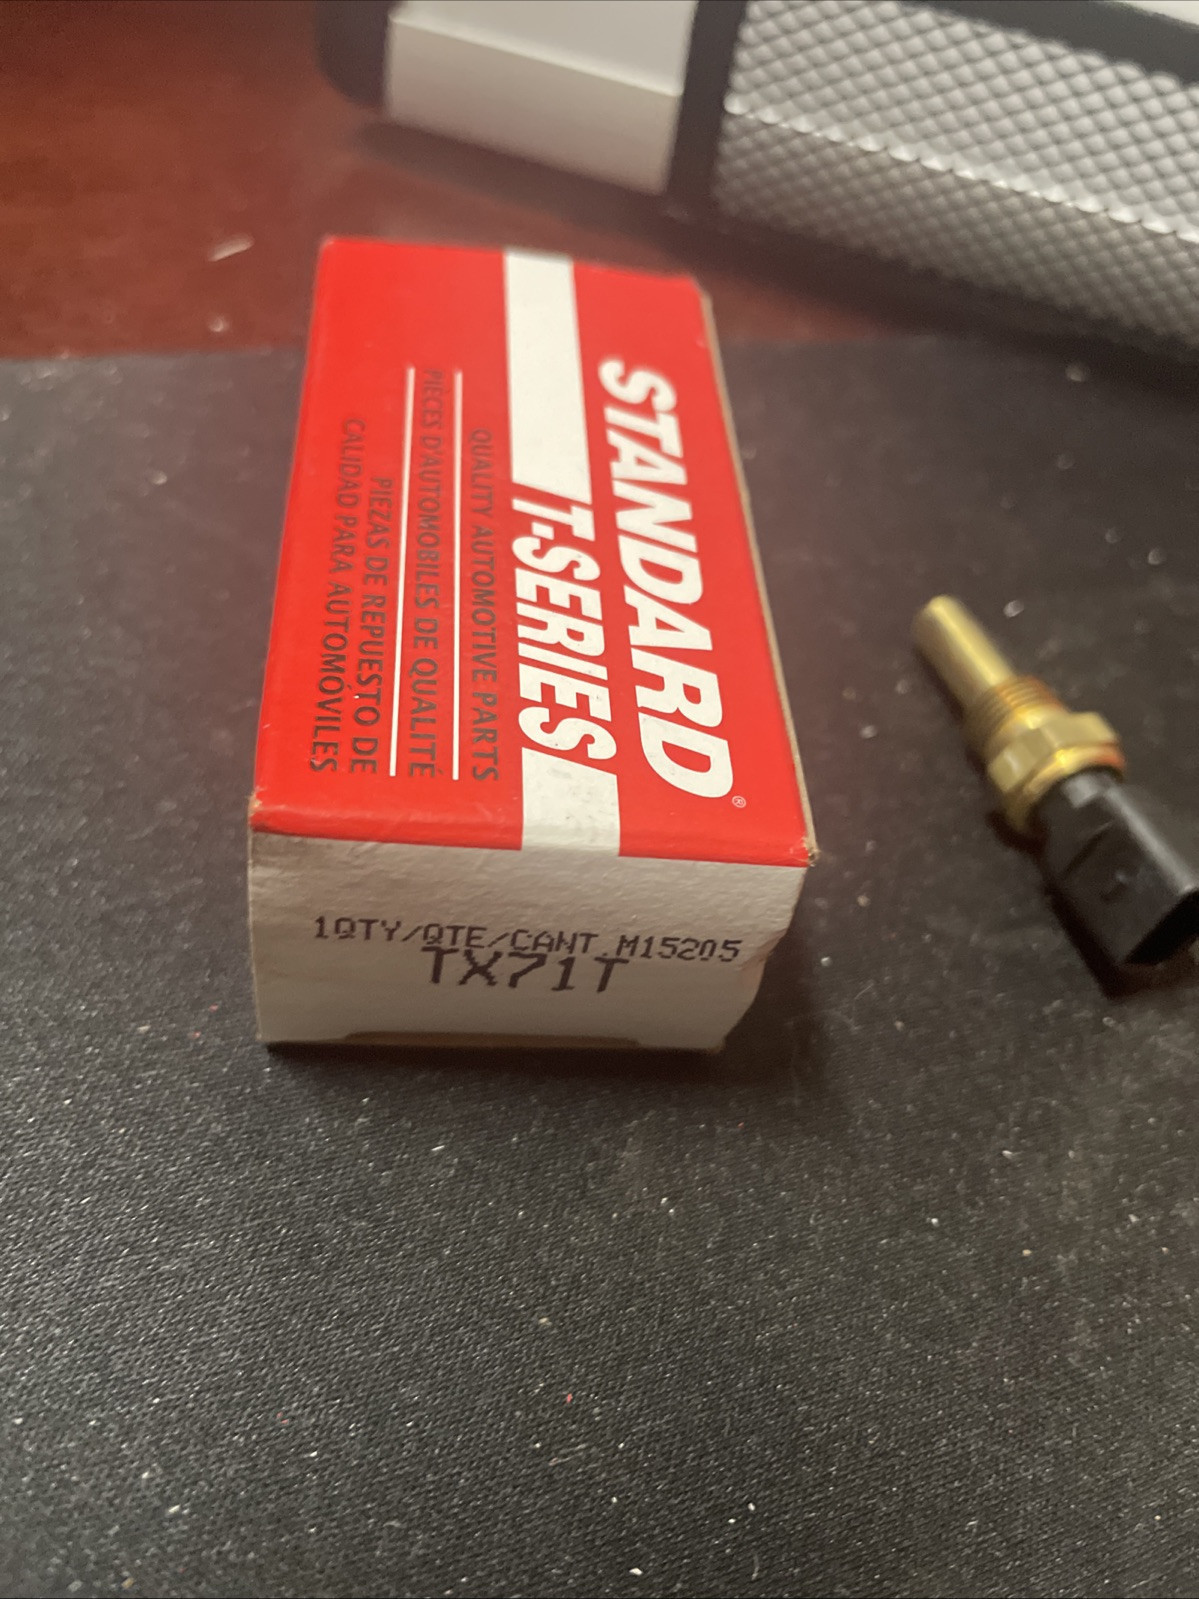 STANDARD®
T-SERIES
QUALITY AUTOMOTIVE PARTS
PIÈCES D'AUTOMOBILES DE QUALITÉ
PIEZAS DE REPUESTO DE
CALIDAD PARA AUTOMÓVILES
1QTY/QTE/CANT.M15205
TX71T